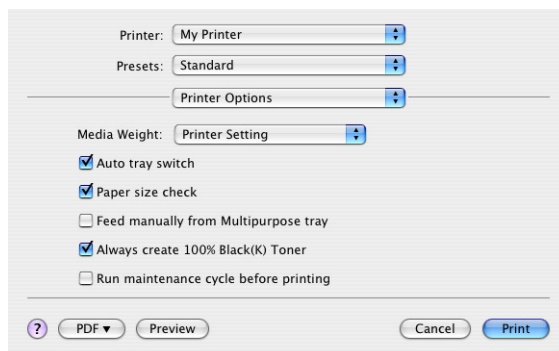 Printer: My Printer
Presets: Standard
Printer Options
Media Weight: Printer Setting
Auto tray switch
Paper size check
Feed manually from Multipurpose tray
Always create 100% Black(K) Toner
Run maintenance cycle before printing
? PDF▼ Preview Cancel Print